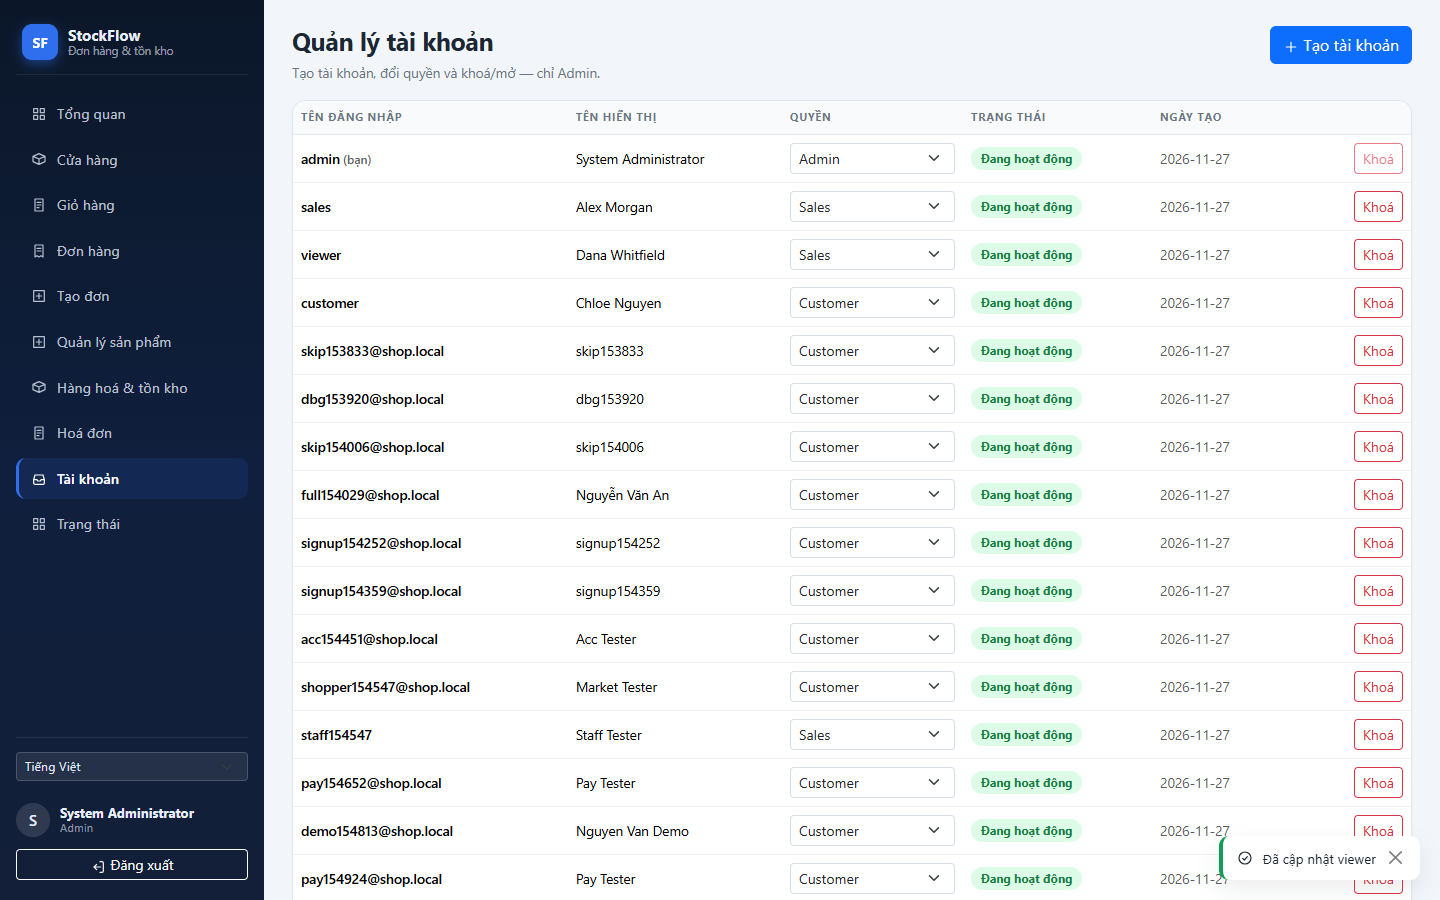 SF
StockFlow
Đơn hàng & tồn kho
Tổng quan
Cửa hàng
Giỏ hàng
Đơn hàng
Tạo đơn
Quản lý sản phẩm
Hàng hoá & tồn kho
Hoá đơn
Tài khoản
Trạng thái
Tiếng Việt
S
System Administrator
Admin
Đăng xuất
Quản lý tài khoản
Tạo tài khoản, đổi quyền và khoá/mở — chỉ Admin.
+ Tạo tài khoản
TÊN ĐĂNG NHẬP TÊN HIỂN THỊ QUYỀN TRẠNG THÁI NGÀY TẠO
admin (bạn) System Administrator Admin Đang hoạt động 2026-11-27 Khoá
sales Alex Morgan Sales Đang hoạt động 2026-11-27 Khoá
viewer Dana Whitfield Sales Đang hoạt động 2026-11-27 Khoá
customer Chloe Nguyen Customer Đang hoạt động 2026-11-27 Khoá
skip153833@shop.local skip153833 Customer Đang hoạt động 2026-11-27 Khoá
dbg153920@shop.local dbg153920 Customer Đang hoạt động 2026-11-27 Khoá
skip154006@shop.local skip154006 Customer Đang hoạt động 2026-11-27 Khoá
full154029@shop.local Nguyễn Văn An Customer Đang hoạt động 2026-11-27 Khoá
signup154252@shop.local signup154252 Customer Đang hoạt động 2026-11-27 Khoá
signup154359@shop.local signup154359 Customer Đang hoạt động 2026-11-27 Khoá
acc154451@shop.local Acc Tester Customer Đang hoạt động 2026-11-27 Khoá
shopper154547@shop.local Market Tester Customer Đang hoạt động 2026-11-27 Khoá
staff154547 Staff Tester Sales Đang hoạt động 2026-11-27 Khoá
pay154652@shop.local Pay Tester Customer Đang hoạt động 2026-11-27 Khoá
demo154813@shop.local Nguyen Van Demo Customer Đang hoạt động 2026-11-27 Khoá
pay154924@shop.local Pay Tester Customer Đang hoạt động 2026-11-27 Khoá
Đã cập nhật viewer